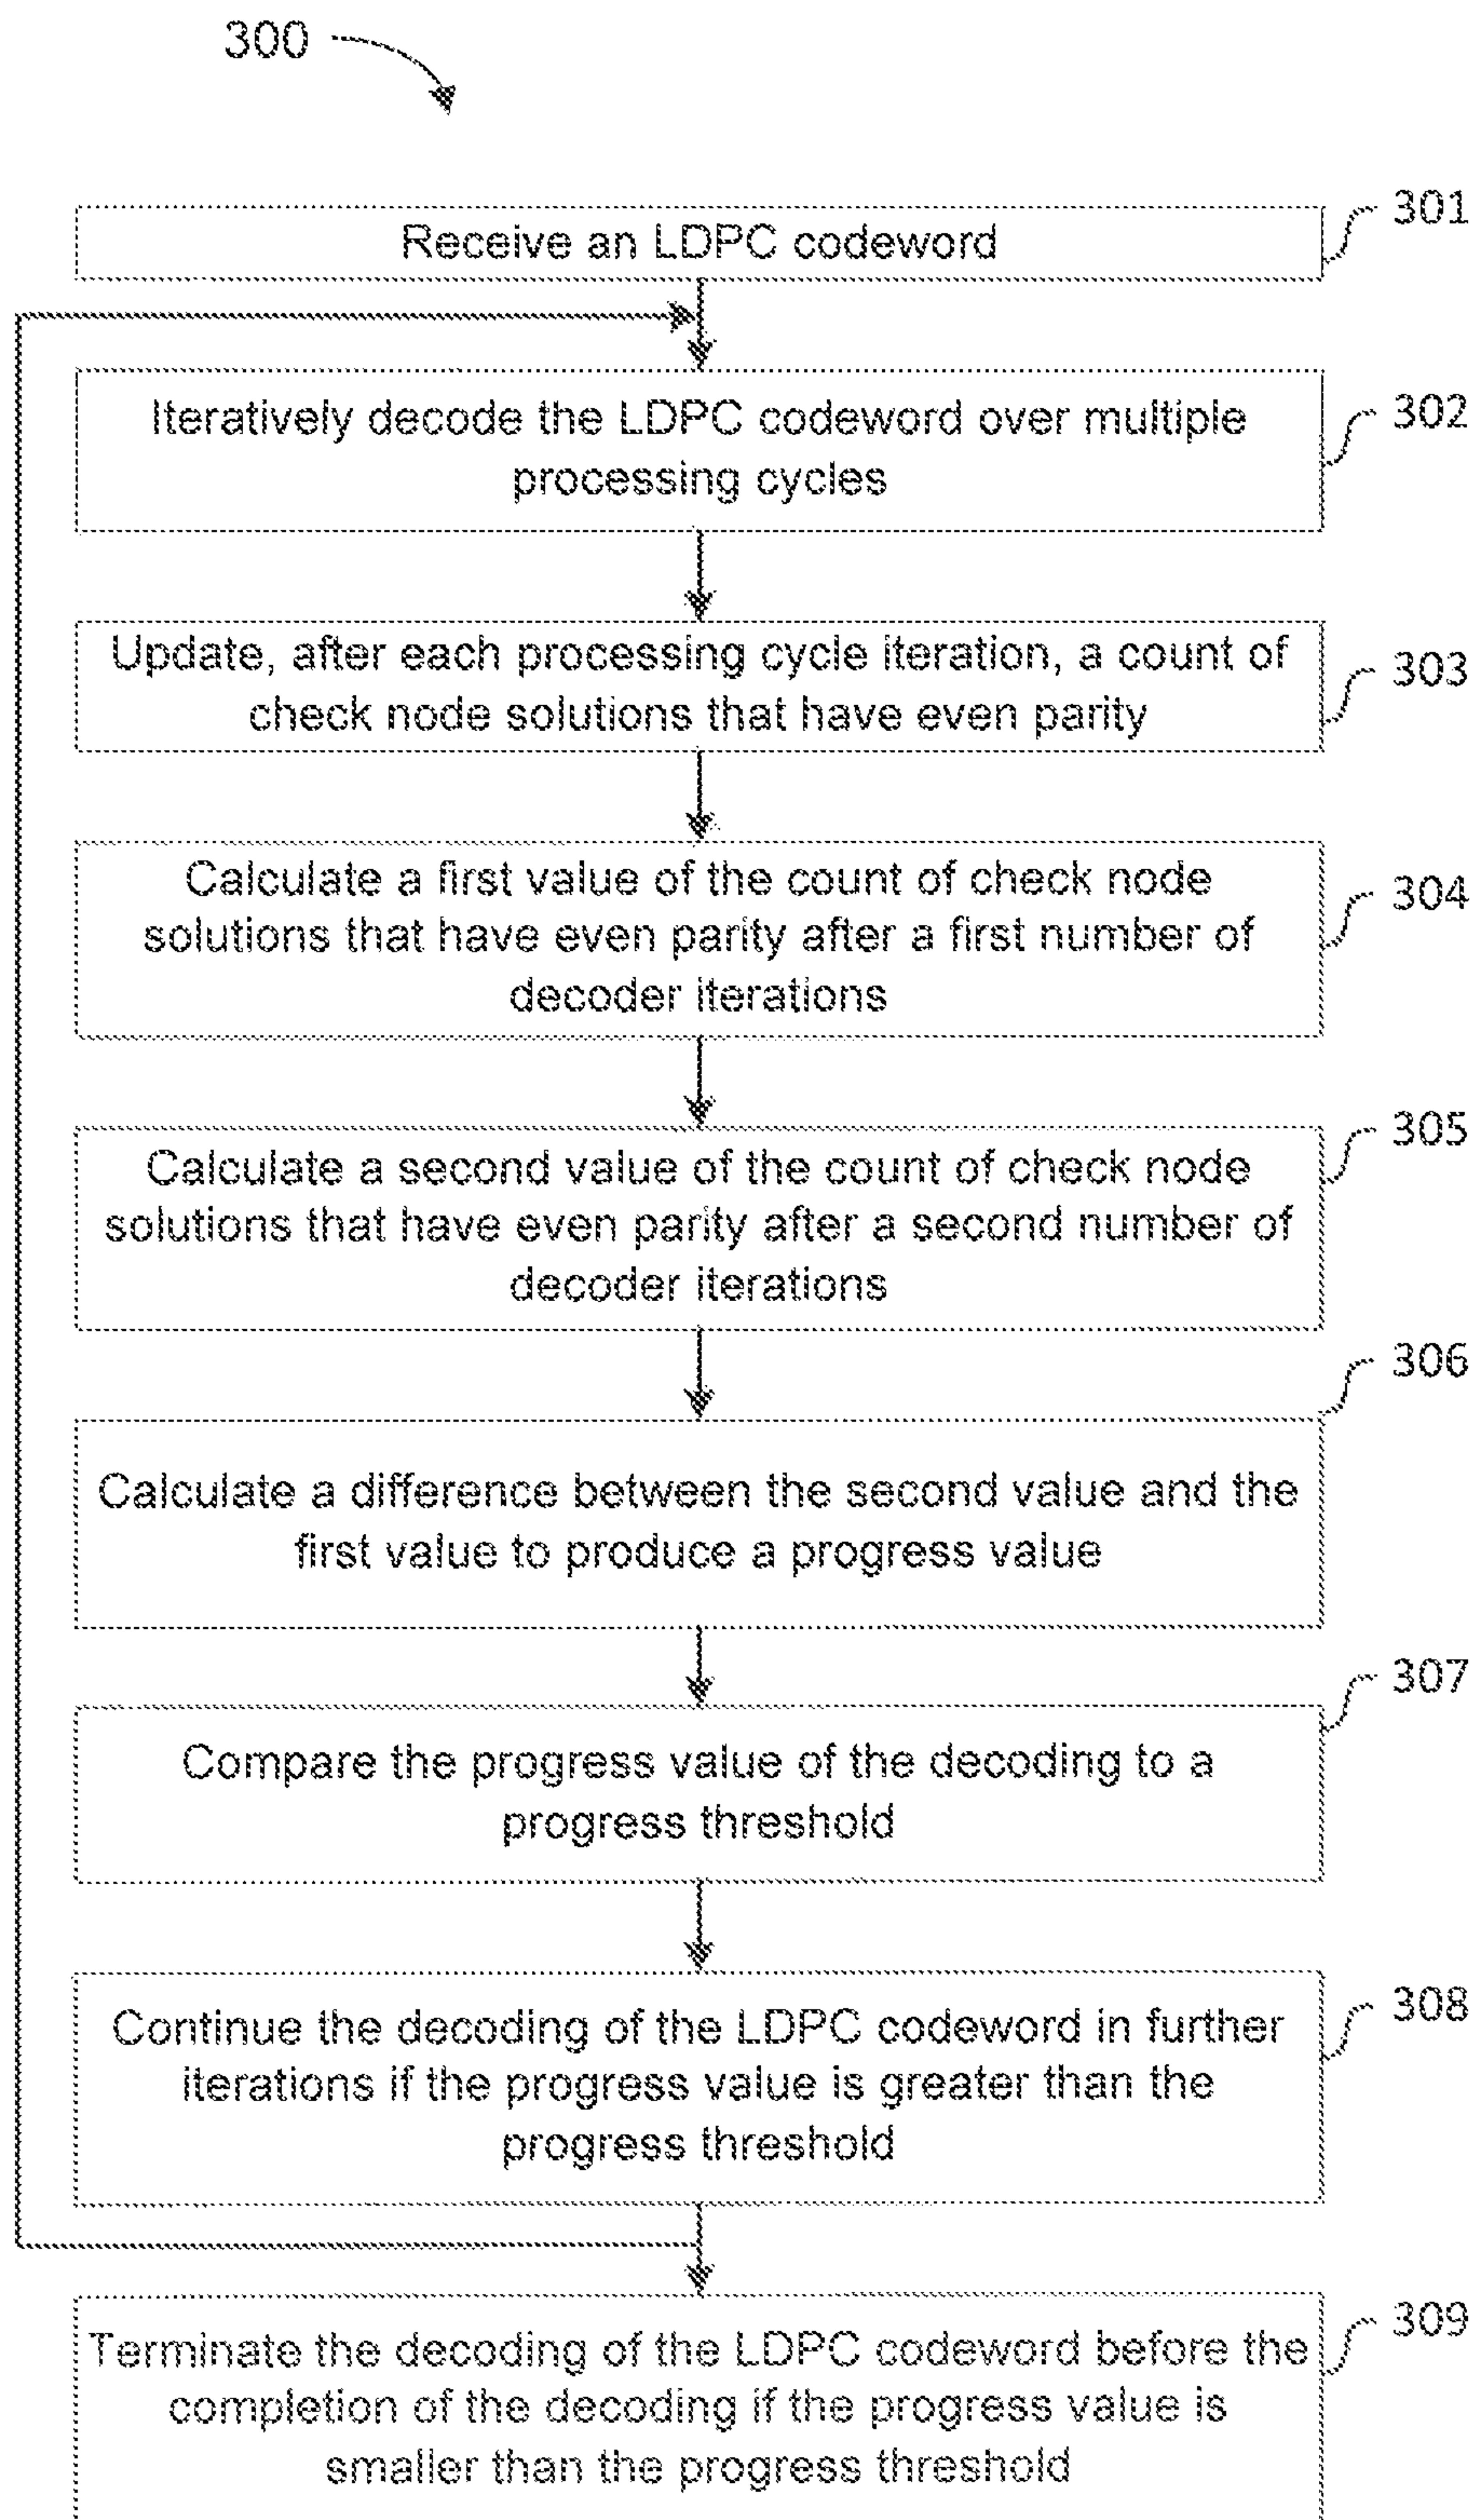 300
301
Receive an LDPC codeword
302
Iteratively decode the LDPC codeword over multiple
processing cycles
303
Update, after each processing cycle iteration, a count of
check node solutions that have even parity
304
Calculate a first value of the count of check node
solutions that have even parity after a first number of
decoder iterations
305
Calculate a second value of the count of check node
solutions that have even parity after a second number of
decoder iterations
306
Calculate a difference between the second value and the
first value to produce a progress value
307
Compare the progress value of the decoding to a
progress threshold
308
Continue the decoding of the LDPC codeword in further
iterations if the progress value is greater than the
progress threshold
309
Terminate the decoding of the LDPC codeword before the
completion of the decoding if the progress value is
smaller than the progress threshold